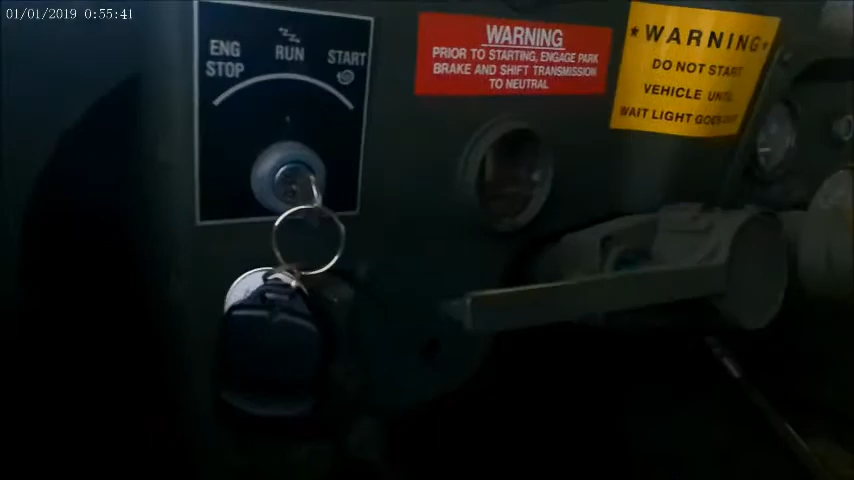 01/01/2019 0:55:41
ENG
STOP
RUN
START
WARNING
PRIOR TO STARTING, ENGAGE PARK
BRAKE AND SHIFT TRANSMISSION
TO NEUTRAL
*WARNING*
DO NOT START
VEHICLE UNTIL
WAIT LIGHT GOES OUT